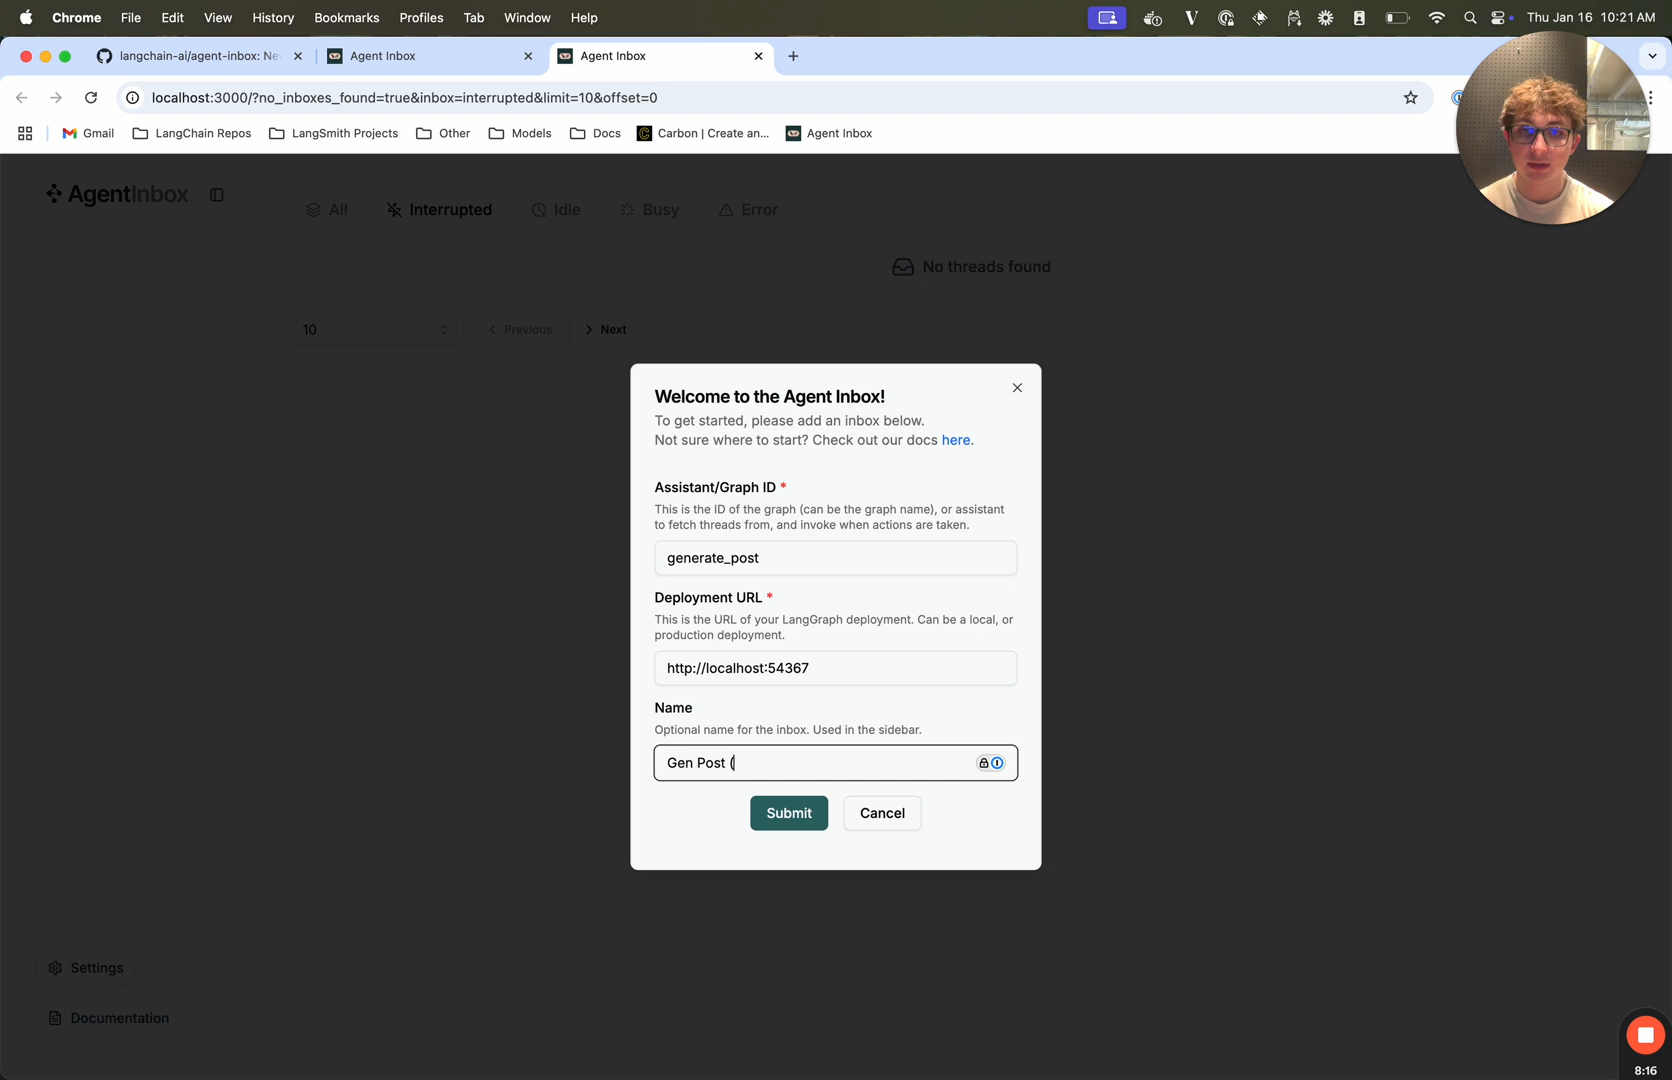 Chrome File Edit View History Bookmarks Profiles Tab Window Help Thu Jan 16 10:21 AM
langchain-ai/agent-inbox: Ne Agent Inbox Agent Inbox
localhost:3000/?no_inboxes_found=true&inbox=interrupted&limit=10&offset=0
Gmail LangChain Repos LangSmith Projects Other Models Docs Carbon | Create an... Agent Inbox
AgentInbox
All Interrupted Idle Busy Error
No threads found
10 Previous Next
Welcome to the Agent Inbox!
To get started, please add an inbox below.
Not sure where to start? Check out our docs here.
Assistant/Graph ID *
This is the ID of the graph (can be the graph name), or assistant
to fetch threads from, and invoke when actions are taken.
generate_post
Deployment URL *
This is the URL of your LangGraph deployment. Can be a local, or
production deployment.
http://localhost:54367
Name
Optional name for the inbox. Used in the sidebar.
Gen Post (
Submit Cancel
Settings
Documentation
8:16